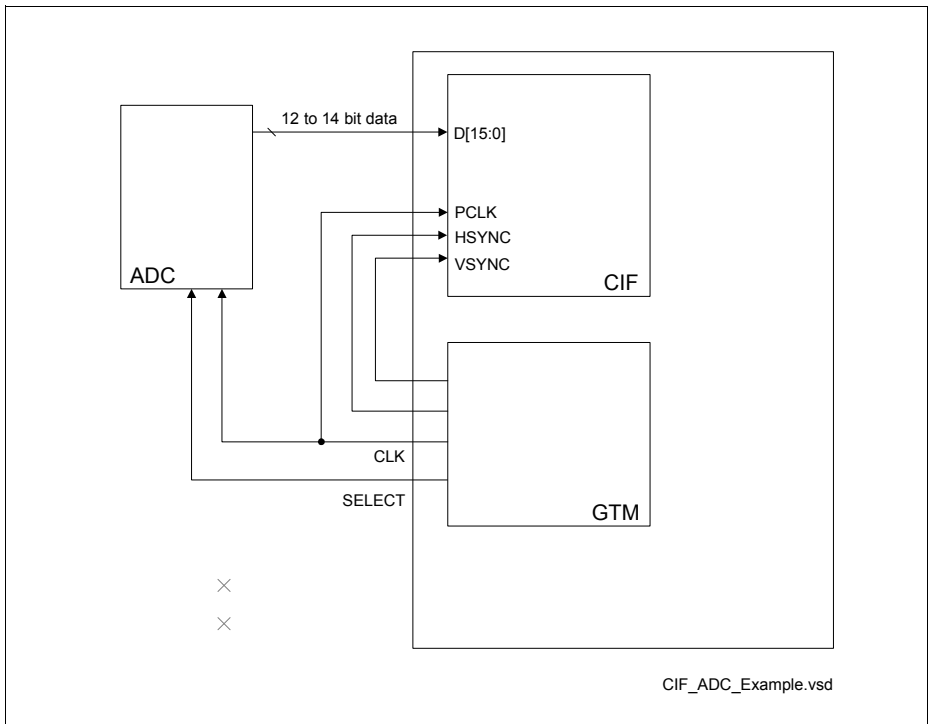 12 to 14 bit data
D[15:0]
PCLK
HSYNC
VSYNC
ADC
CIF
CLK
SELECT
GTM
CIF_ADC_Example.vsd